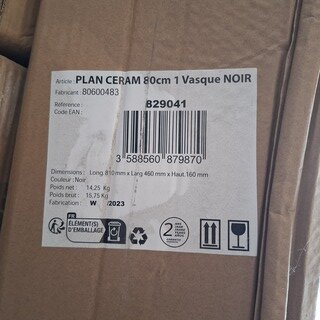 Article : PLAN CERAM 80cm 1 Vasque NOIR
Fabricant : 80600483
Référence : 829041
Code EAN :
3 588560 879870
Dimensions : Long. 810 mm x Larg 460 mm x Haut. 160 mm
Couleur : Noir
Poids net : 14,25 Kg
Poids brut : 15,75 Kg
Fabrication : W /2023
FR
ÉLÉMENT(S)
D'EMBALLAGE
2